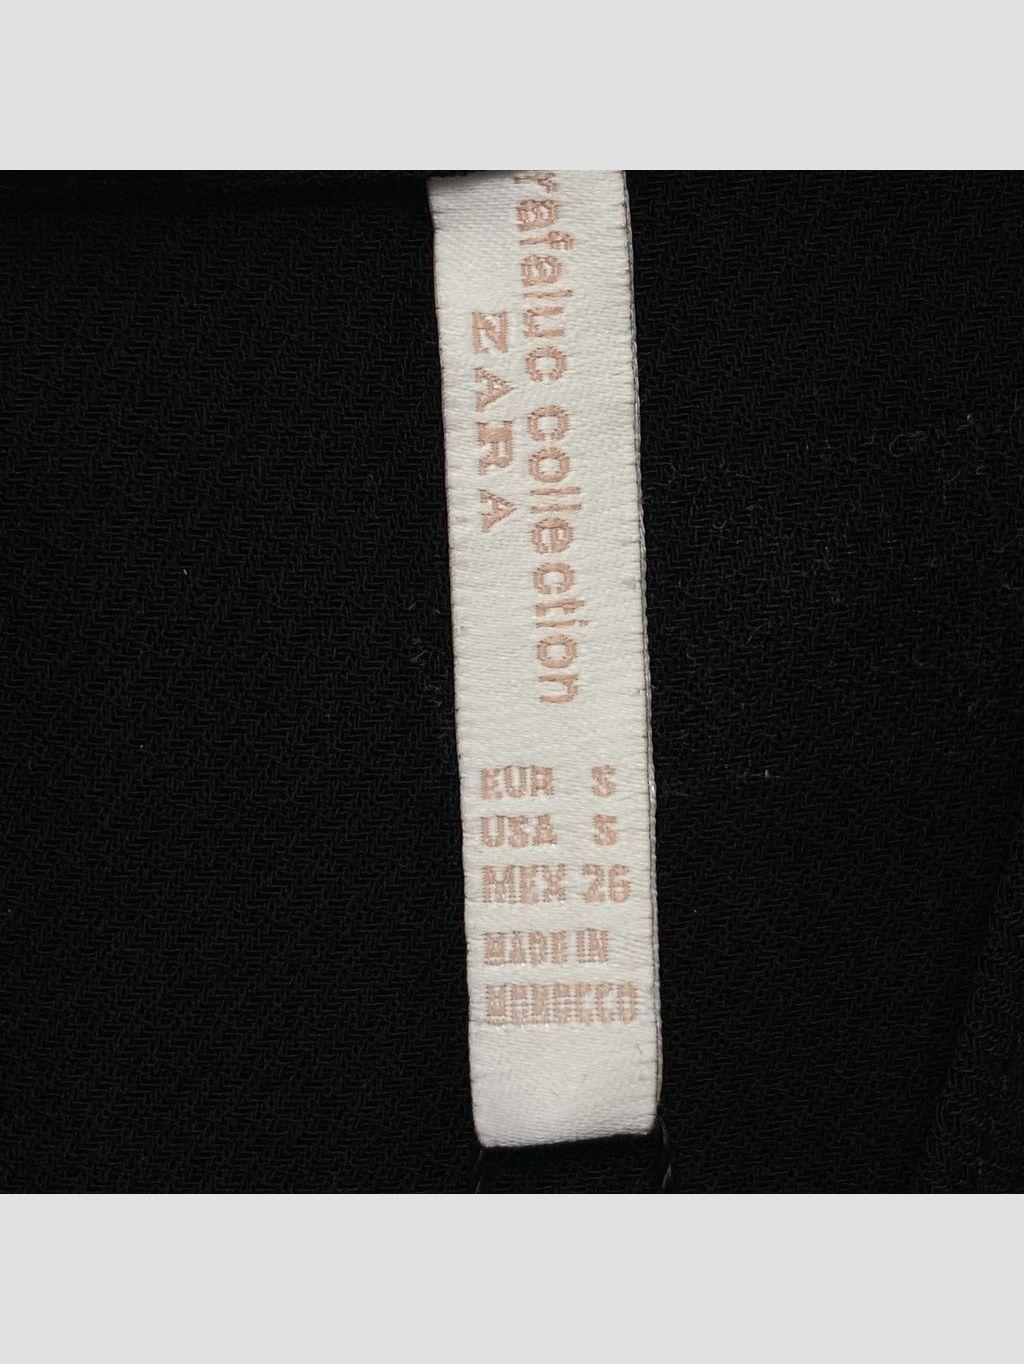 rafaluc collection
ZARA
EUR S
USA S
MEX 26
MADE IN
MOROCCO